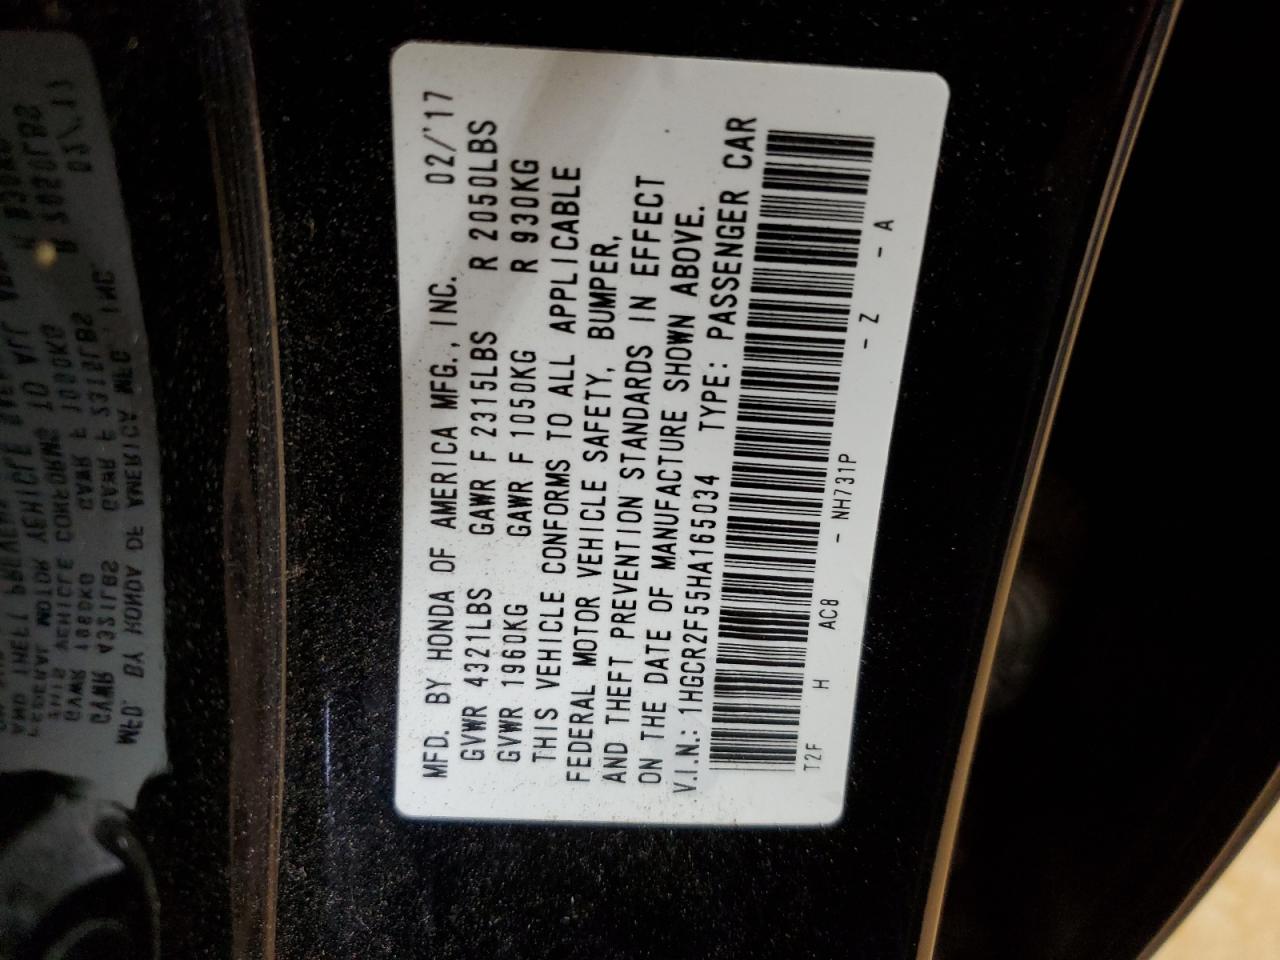 MFD. BY HONDA OF AMERICA MFG., INC. 02/'17
GVWR 4321LBS GAWR F 2315LBS R 2050LBS
GVWR 1960KG GAWR F 1050KG R 930KG
THIS VEHICLE CONFORMS TO ALL APPLICABLE
FEDERAL MOTOR VEHICLE SAFETY, BUMPER,
AND THEFT PREVENTION STANDARDS IN EFFECT
ON THE DATE OF MANUFACTURE SHOWN ABOVE.
V.I.N.: 1HGCR2F55HA165034 TYPE: PASSENGER CAR
T2F H AC8 - NH731P - Z - A